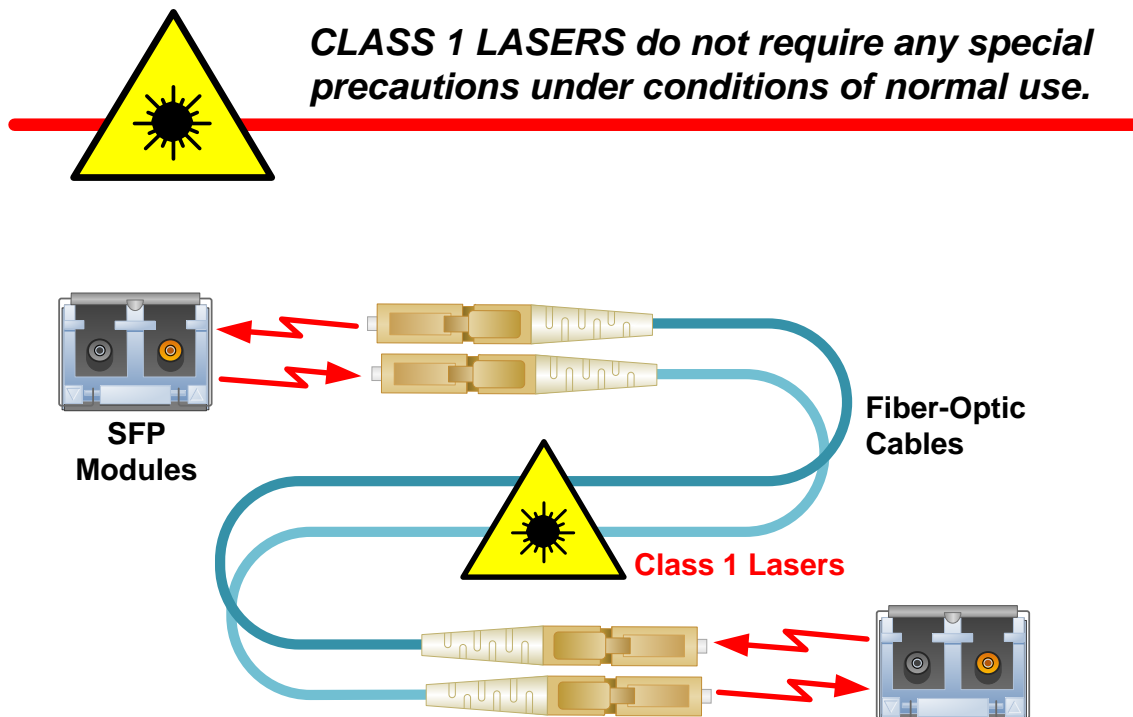 CLASS 1 LASERS do not require any special
precautions under conditions of normal use.
SFP
Modules
Fiber-Optic
Cables
Class 1 Lasers